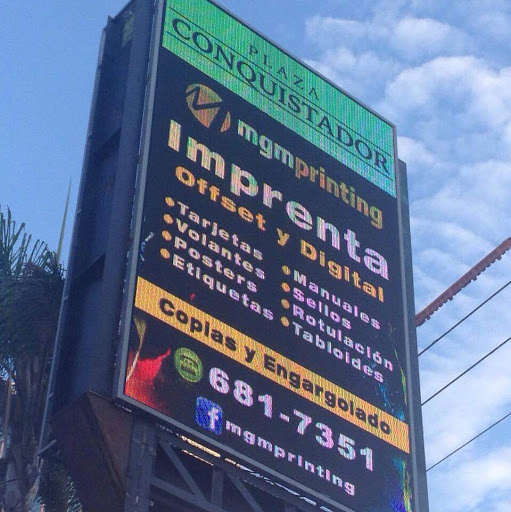 PLAZA
CONQUISTADOR
mgmprinting
Imprenta
Offset y Digital
• Tarjetas
• Volantes
• Posters
• Etiquetas
• Manuales
• Sellos
• Rotulación
• Tabloides
Copias y Engargolado
681-7351
f mgmprinting